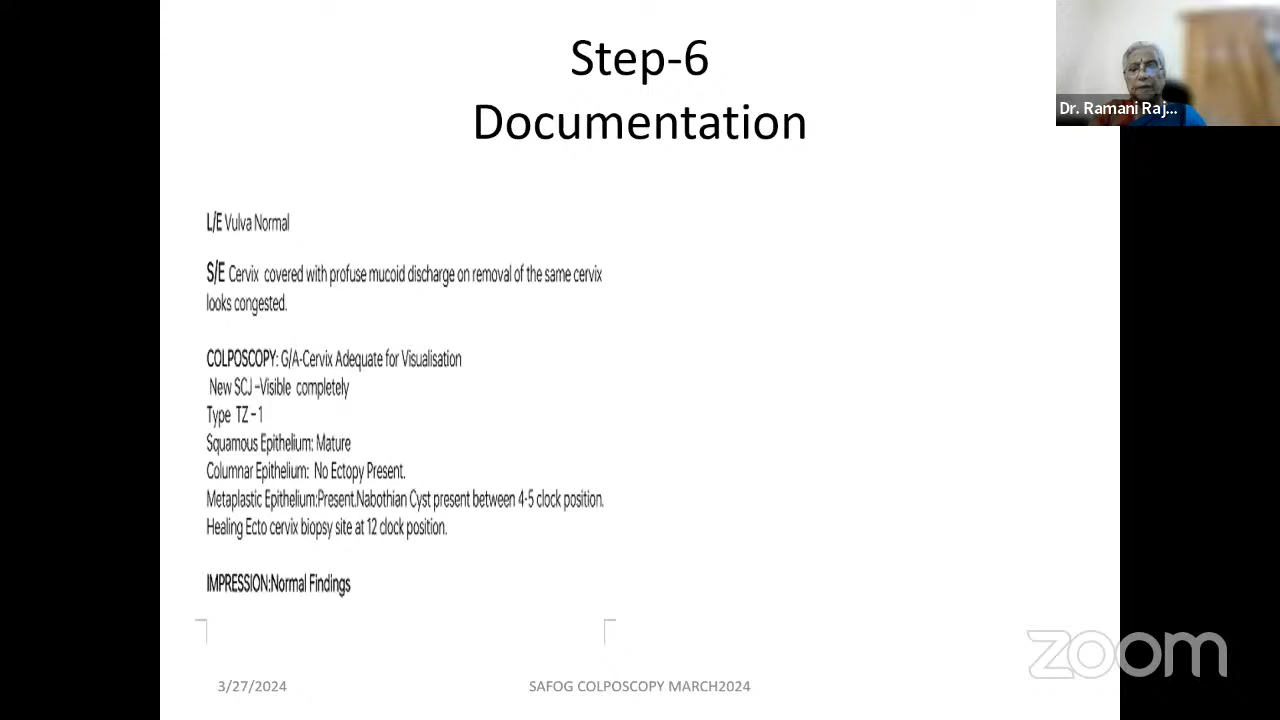 Step-6
Documentation
Dr. Ramani Raj...
L/E Vulva Normal
S/E Cervix covered with profuse mucoid discharge on removal of the same cervix
looks congested.
COLPOSCOPY: G/A-Cervix Adequate for Visualisation
New SCJ –Visible completely
Type TZ – 1
Squamous Epithelium: Mature
Columnar Epithelium: No Ectopy Present.
Metaplastic Epithelium:Present.Nabothian Cyst present between 4-5 clock position.
Healing Ecto cervix biopsy site at 12 clock position.
IMPRESSION:Normal Findings
zoom
3/27/2024
SAFOG COLPOSCOPY MARCH2024